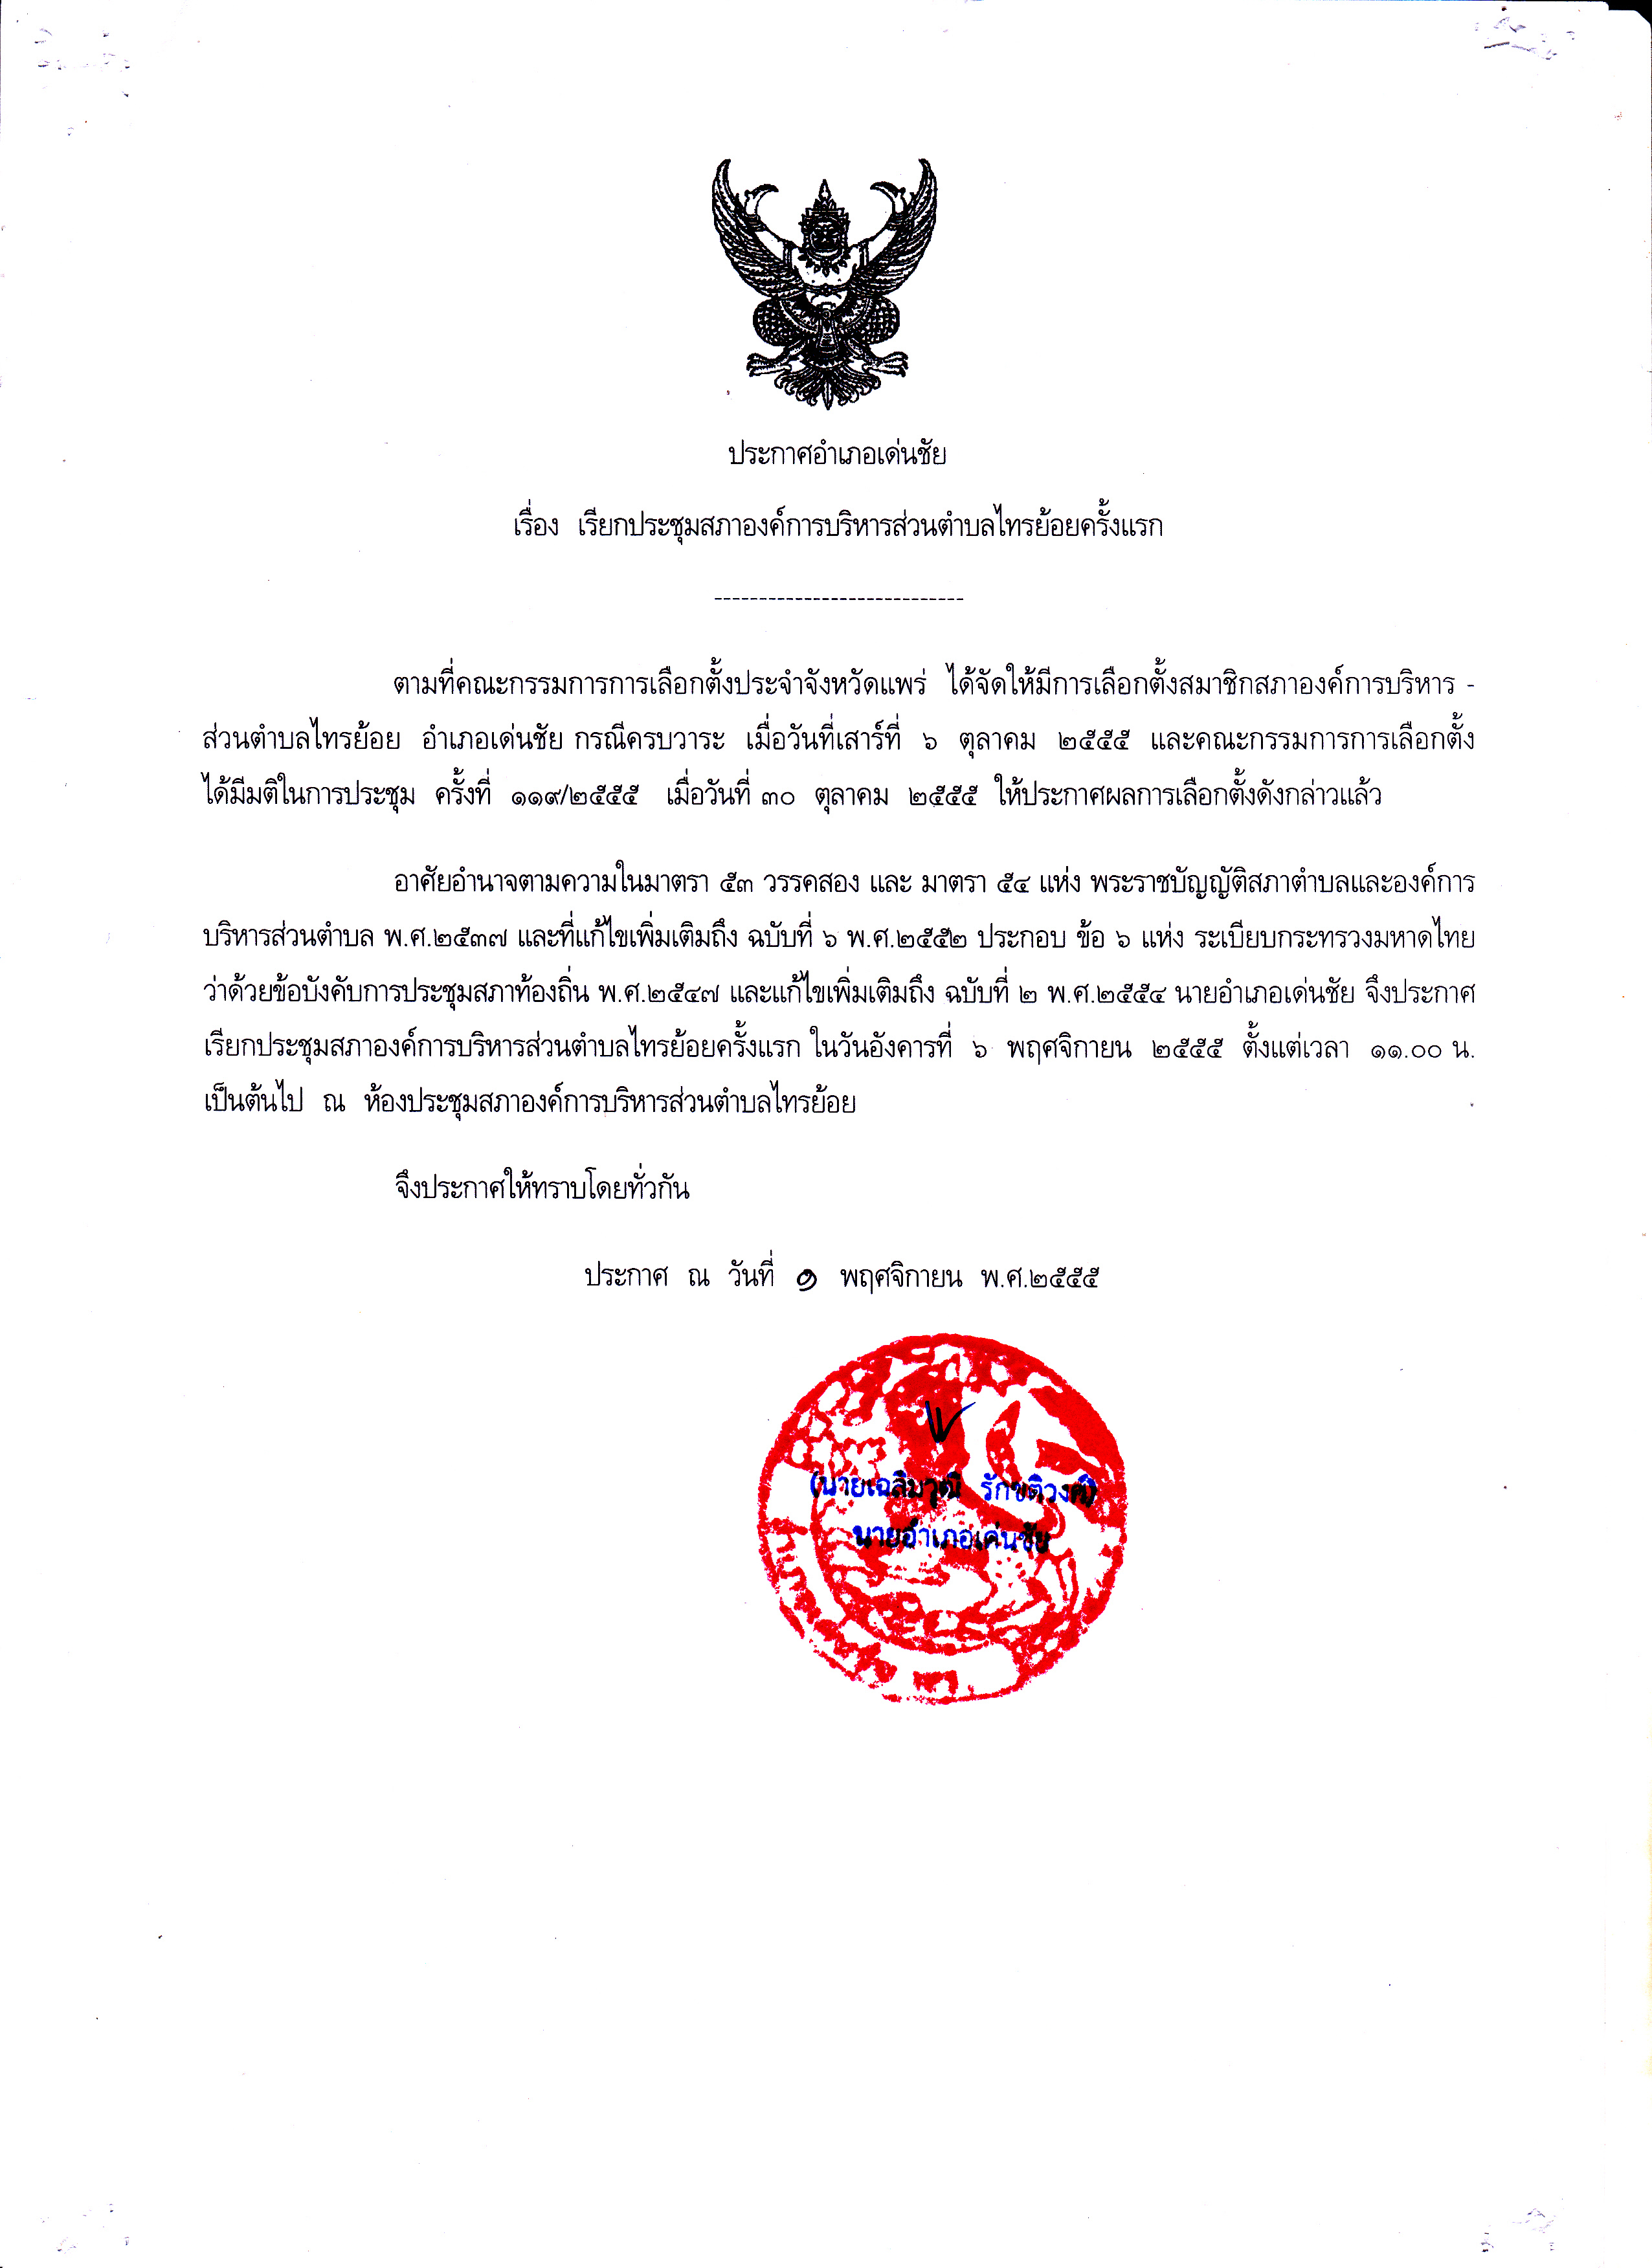 ประกาศอำเภอเด่นชัย
เรื่อง เรียกประชุมสภาองค์การบริหารส่วนตำบลไทรย้อยครั้งแรก
----------------------------
ตามที่คณะกรรมการการเลือกตั้งประจำจังหวัดแพร่ ได้จัดให้มีการเลือกตั้งสมาชิกสภาองค์การบริหาร -
ส่วนตำบลไทรย้อย อำเภอเด่นชัย กรณีครบวาระ เมื่อวันที่เสาร์ที่ ๖ ตุลาคม ๒๕๕๕ และคณะกรรมการการเลือกตั้ง
ได้มีมติในการประชุม ครั้งที่ ๑๑๙/๒๕๕๕ เมื่อวันที่ ๓๐ ตุลาคม ๒๕๕๕ ให้ประกาศผลการเลือกตั้งดังกล่าวแล้ว
อาศัยอำนาจตามความในมาตรา ๕๓ วรรคสอง และ มาตรา ๕๔ แห่ง พระราชบัญญัติสภาตำบลและองค์การ
บริหารส่วนตำบล พ.ศ.๒๕๓๗ และที่แก้ไขเพิ่มเติมถึง ฉบับที่ ๖ พ.ศ.๒๕๕๒ ประกอบ ข้อ ๖ แห่ง ระเบียบกระทรวงมหาดไทย
ว่าด้วยข้อบังคับการประชุมสภาท้องถิ่น พ.ศ.๒๕๔๗ และแก้ไขเพิ่มเติมถึง ฉบับที่ ๒ พ.ศ.๒๕๕๔ นายอำเภอเด่นชัย จึงประกาศ
เรียกประชุมสภาองค์การบริหารส่วนตำบลไทรย้อยครั้งแรก ในวันอังคารที่ ๖ พฤศจิกายน ๒๕๕๕ ตั้งแต่เวลา ๑๑.๐๐ น.
เป็นต้นไป ณ ห้องประชุมสภาองค์การบริหารส่วนตำบลไทรย้อย
จึงประกาศให้ทราบโดยทั่วกัน
ประกาศ ณ วันที่ ๑ พฤศจิกายน พ.ศ.๒๕๕๕
(นายเฉลิมวุฒิ รักขติวงศ์)
นายอำเภอเด่นชัย